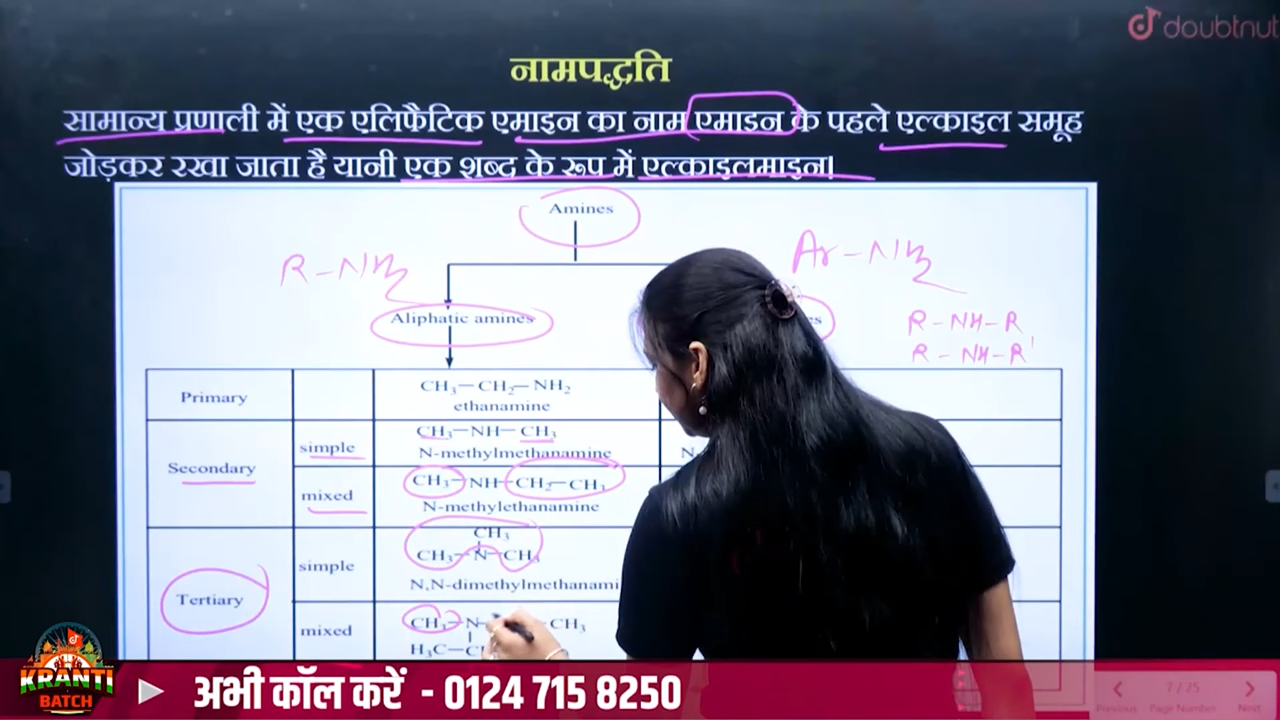 doubtnut
नामपद्धति
सामान्य प्रणाली में एक एलिफैटिक एमाइन का नाम एमाइन के पहले एल्काइल समूह
जोड़कर रखा जाता है यानी एक शब्द के रूप में एल्काइलमाइन।
Amines
R-NH2
Ar-NH2
Aliphatic amines
R-NH-R
R-NH-R'
Primary
CH3-CH2-NH2
ethanamine
Secondary
simple
CH3-NH-CH3
N-methylmethanamine
N,
mixed
CH3-NH-CH2-CH3
N-methylethanamine
Tertiary
simple
CH3
CH3-N-CH3
N,N-dimethylmethanami
mixed
CH3-N
CH3
H3C-C
KRANTI
BATCH
अभी कॉल करें - 0124 715 8250
7 / 25
Previous Page Number Next